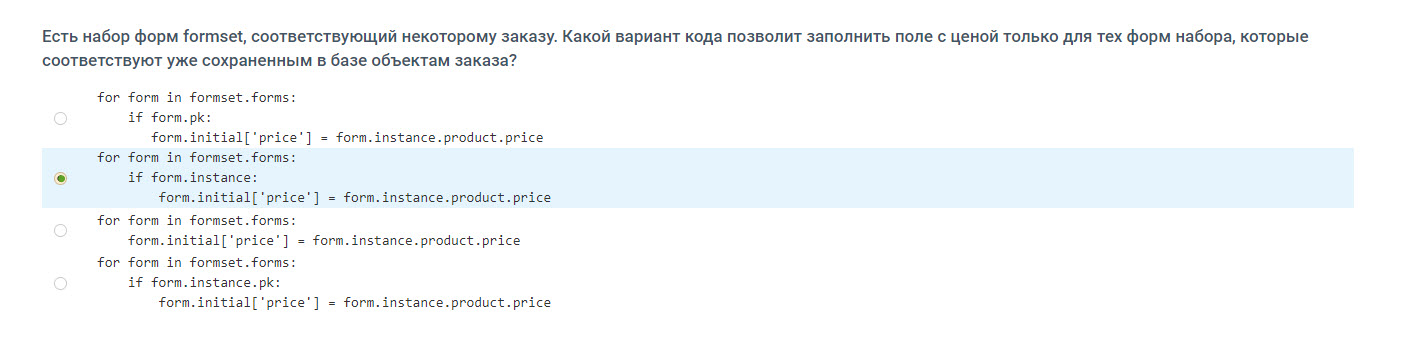 Есть набор форм formset, соответствующий некоторому заказу. Какой вариант кода позволит заполнить поле с ценой только для тех форм набора, которые
соответствуют уже сохраненным в базе объектам заказа?
for form in formset.forms:
    if form.pk:
       form.initial['price'] = form.instance.product.price
for form in formset.forms:
    if form.instance:
        form.initial['price'] = form.instance.product.price
for form in formset.forms:
    form.initial['price'] = form.instance.product.price
for form in formset.forms:
    if form.instance.pk:
        form.initial['price'] = form.instance.product.price